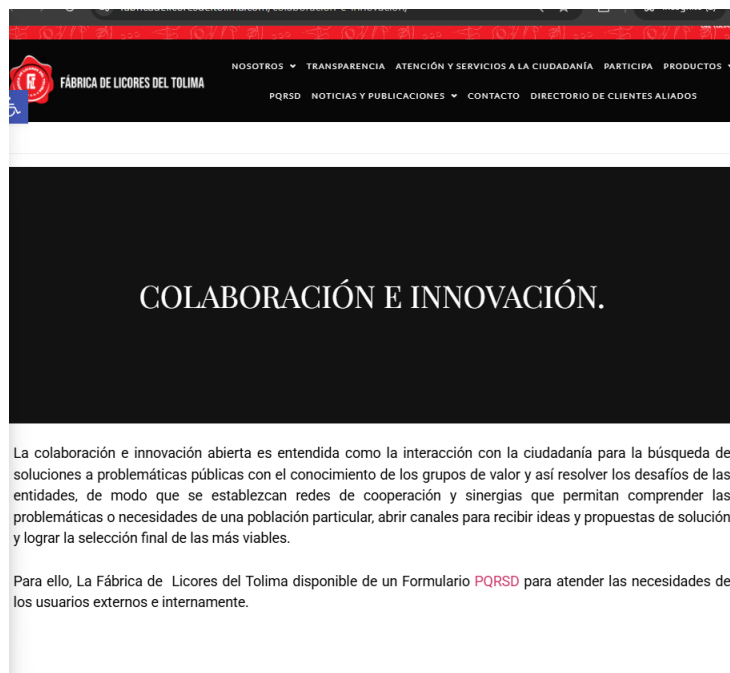 FÁBRICA DE LICORES DEL TOLIMA
NOSOTROS TRANSPARENCIA ATENCIÓN Y SERVICIOS A LA CIUDADANÍA PARTICIPA PRODUCTOS
PQRSD NOTICIAS Y PUBLICACIONES CONTACTO DIRECTORIO DE CLIENTES ALIADOS
COLABORACIÓN E INNOVACIÓN.
La colaboración e innovación abierta es entendida como la interacción con la ciudadanía para la búsqueda de
soluciones a problemáticas públicas con el conocimiento de los grupos de valor y así resolver los desafíos de las
entidades, de modo que se establezcan redes de cooperación y sinergias que permitan comprender las
problemáticas o necesidades de una población particular, abrir canales para recibir ideas y propuestas de solución
y lograr la selección final de las más viables.
Para ello, La Fábrica de Licores del Tolima disponible de un Formulario PQRSD para atender las necesidades de
los usuarios externos e internamente.